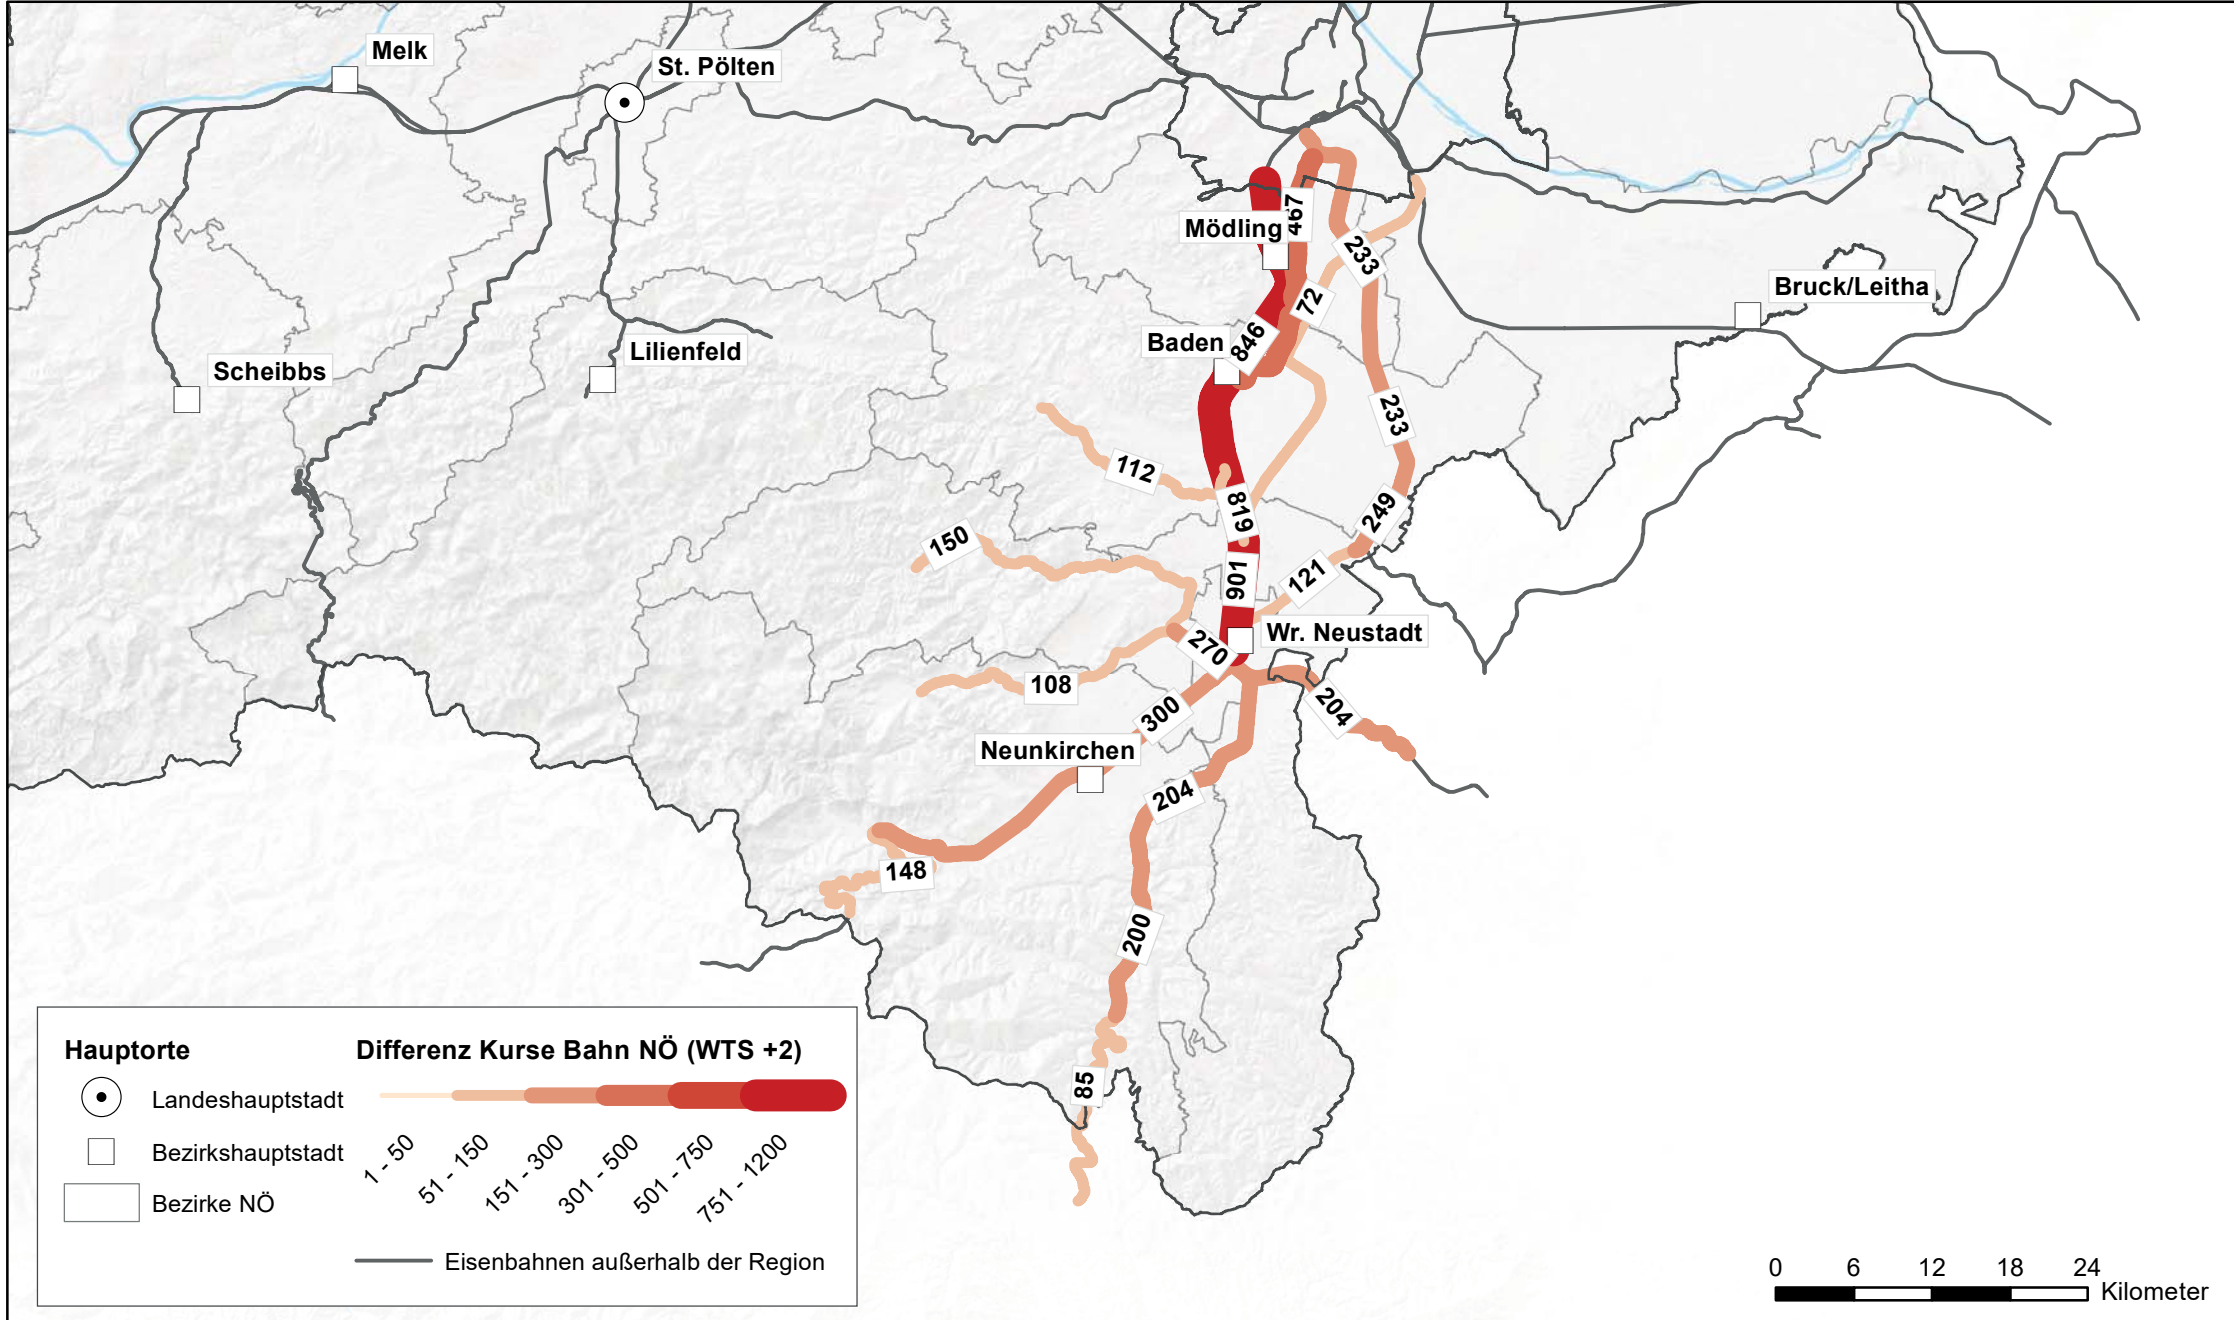 Melk
St. Pölten
467
Mödling
233
Bruck/Leitha
72
846
Baden
Lilienfeld
Scheibbs
233
112
819
249
150
901
121
Wr. Neustadt
270
108
204
300
Neunkirchen
204
148
200
85
Hauptorte
Landeshauptstadt
Bezirkshauptstadt
Bezirke NÖ
Differenz Kurse Bahn NÖ (WTS +2)
1 - 50
51 - 150
151 - 300
301 - 500
501 - 750
751 - 1200
Eisenbahnen außerhalb der Region
0 6 12 18 24
Kilometer